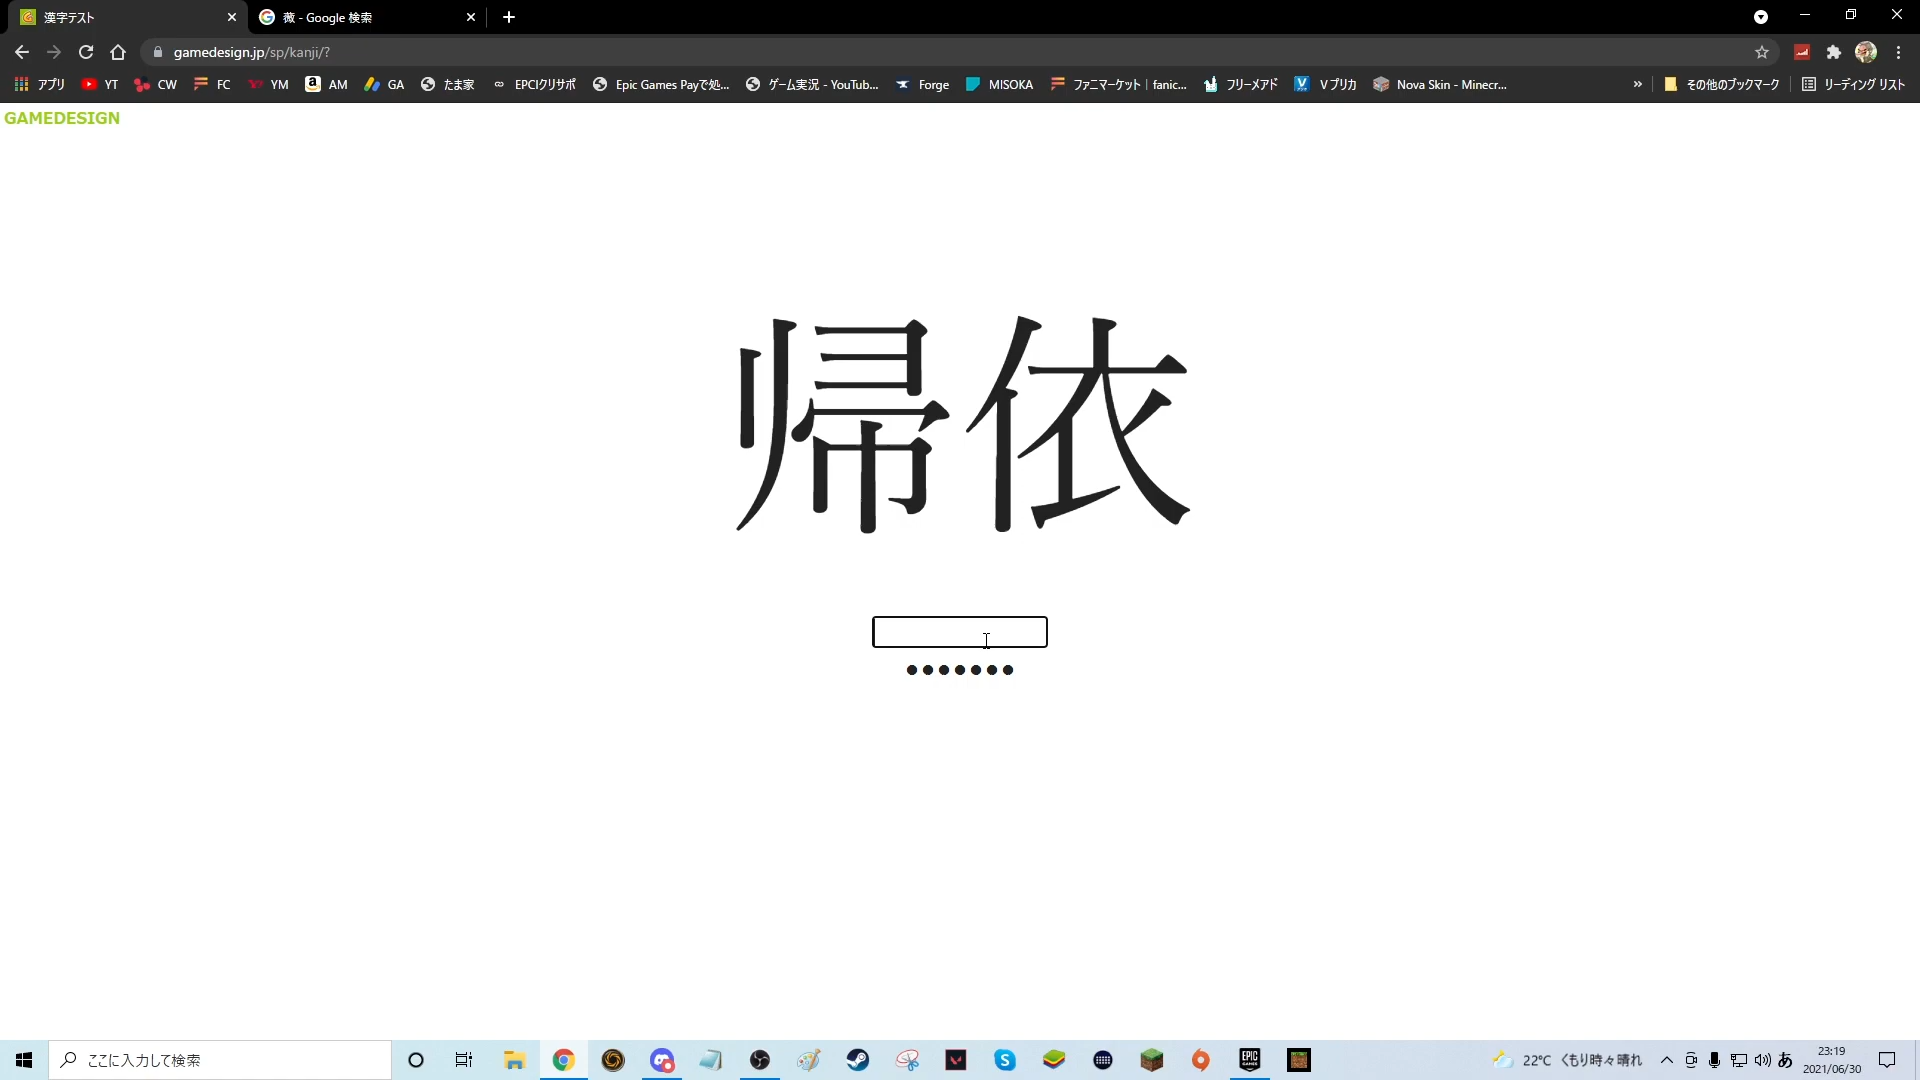 漢字テスト
薇 - Google 検索
gamedesign.jp/sp/kanji/?
アプリ YT CW FC YM AM GA たま家 EPCIクリサポ Epic Games Payで処... ゲーム実況 - YouTub... Forge MISOKA ファニマーケット | fanic... フリーメアド Vプリカ Nova Skin - Minecr... » その他のブックマーク リーディング リスト
GAMEDESIGN
帰依
ここに入力して検索
22°C くもり時々晴れ
あ
23:19
2021/06/30